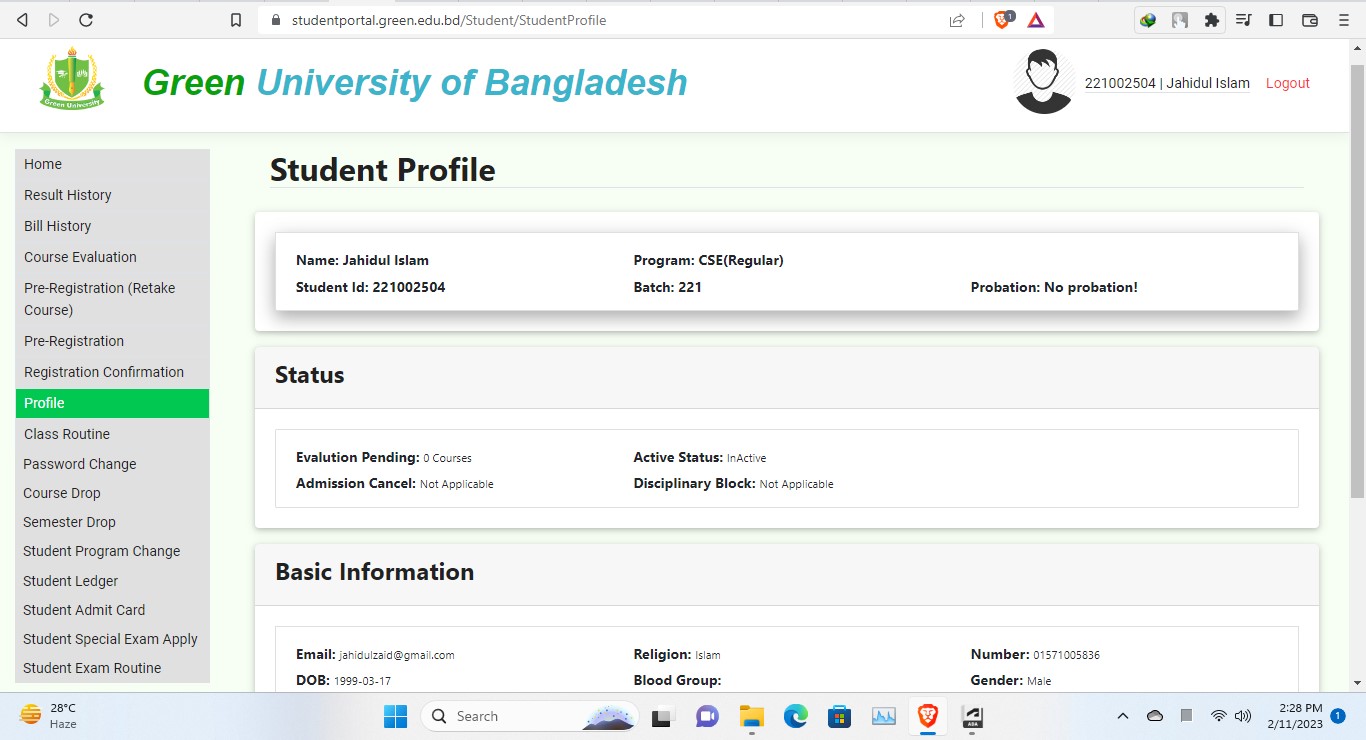 studentportal.green.edu.bd/Student/StudentProfile
1
Green University
Green University of Bangladesh
221002504 | Jahidul Islam Logout
Home
Result History
Bill History
Course Evaluation
Pre-Registration (Retake
Course)
Pre-Registration
Registration Confirmation
Profile
Class Routine
Password Change
Course Drop
Semester Drop
Student Program Change
Student Ledger
Student Admit Card
Student Special Exam Apply
Student Exam Routine
Student Profile
Name: Jahidul Islam Program: CSE(Regular)
Student Id: 221002504 Batch: 221 Probation: No probation!
Status
Evalution Pending: 0 Courses Active Status: InActive
Admission Cancel: Not Applicable Disciplinary Block: Not Applicable
Basic Information
Email: jahidulzaid@gmail.com Religion: Islam Number: 01571005836
DOB: 1999-03-17 Blood Group: Gender: Male
28°C
Haze
Search
2:28 PM
2/11/2023
1